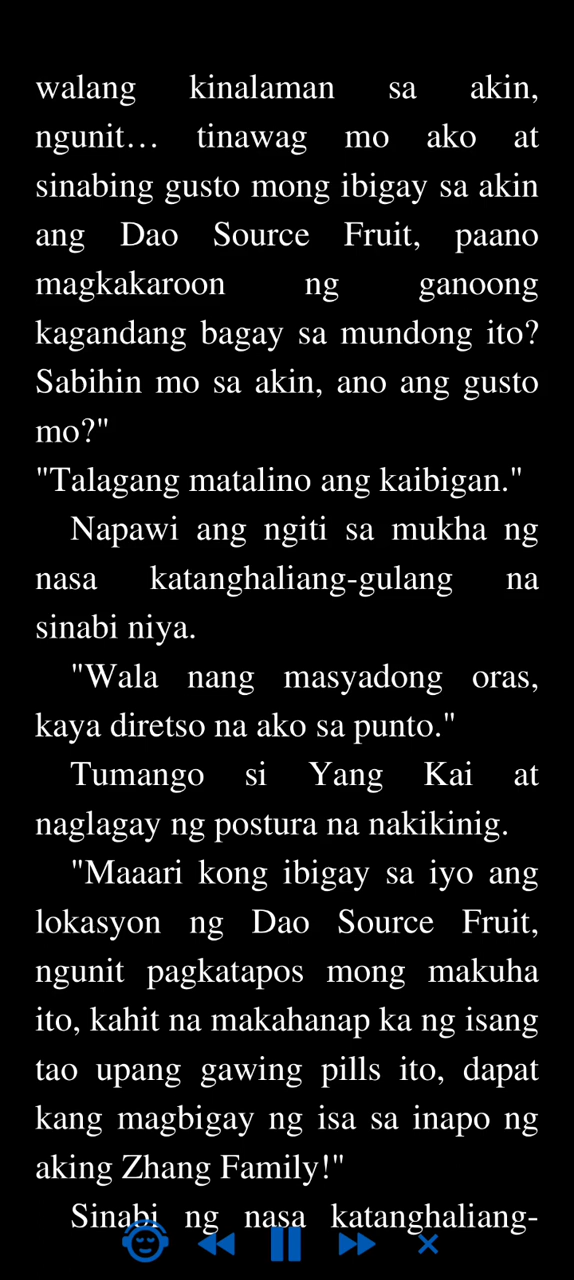 walang kinalaman sa akin,
ngunit… tinawag mo ako at
sinabing gusto mong ibigay sa akin
ang Dao Source Fruit, paano
magkakaroon ng ganoong
kagandang bagay sa mundong ito?
Sabihin mo sa akin, ano ang gusto
mo?"
"Talagang matalino ang kaibigan."
Napawi ang ngiti sa mukha ng
nasa katanghaliang-gulang na
sinabi niya.
"Wala nang masyadong oras,
kaya diretso na ako sa punto."
Tumango si Yang Kai at
naglagay ng postura na nakikinig.
"Maaari kong ibigay sa iyo ang
lokasyon ng Dao Source Fruit,
ngunit pagkatapos mong makuha
ito, kahit na makahanap ka ng isang
tao upang gawing pills ito, dapat
kang magbigay ng isa sa inapo ng
aking Zhang Family!"
Sinabi ng nasa katanghaliang-